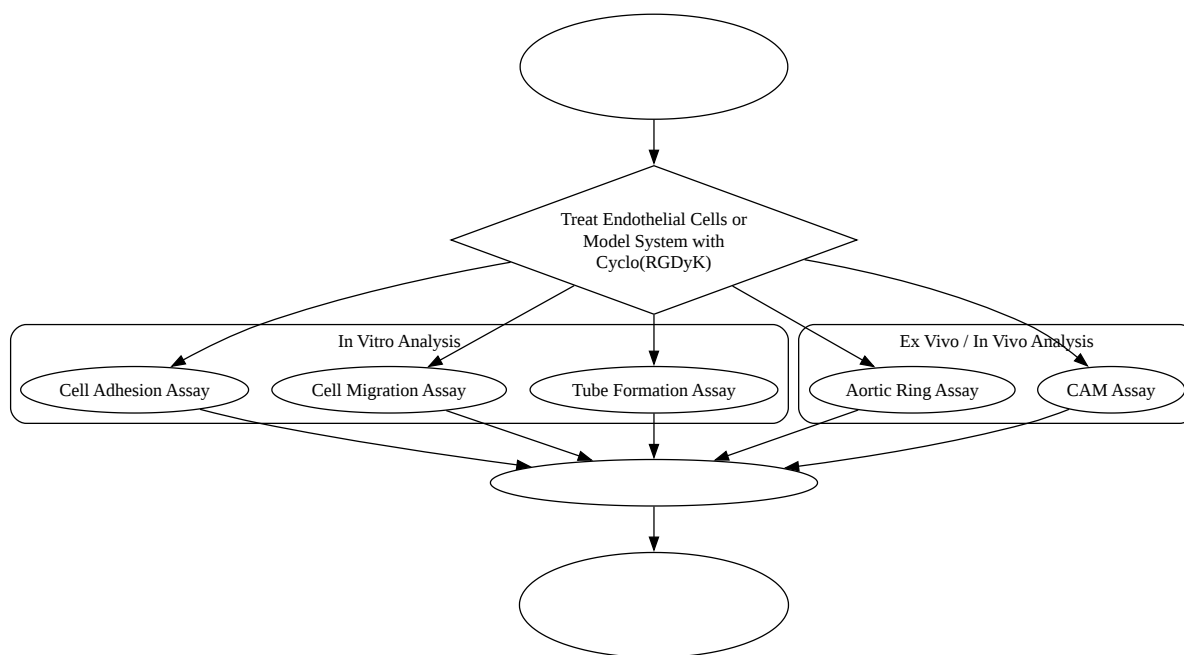 Treat Endothelial Cells or
Model System with
Cyclo(RGDyK)
In Vitro Analysis
Ex Vivo / In Vivo Analysis
Cell Adhesion Assay
Cell Migration Assay
Tube Formation Assay
Aortic Ring Assay
CAM Assay